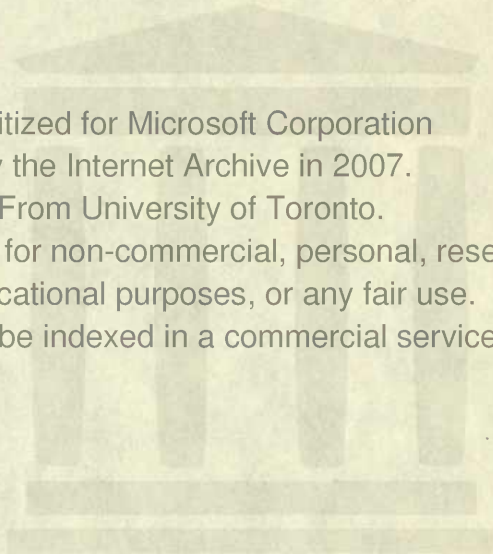 itized for Microsoft Corporation
the Internet Archive in 2007.
From University of Toronto.
for non-commercial, personal, rese
cational purposes, or any fair use.
be indexed in a commercial service